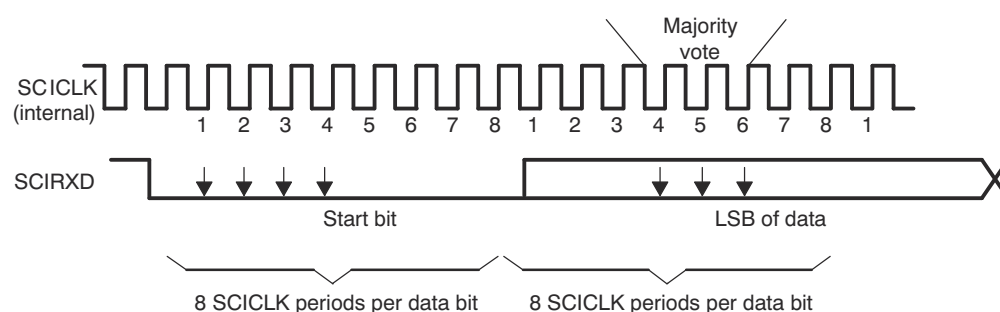 Majority
vote
SCICLK
(internal)
1 2 3 4 5 6 7 8 1 2 3 4 5 6 7 8 1
SCIRXD
Start bit
LSB of data
8 SCICLK periods per data bit
8 SCICLK periods per data bit